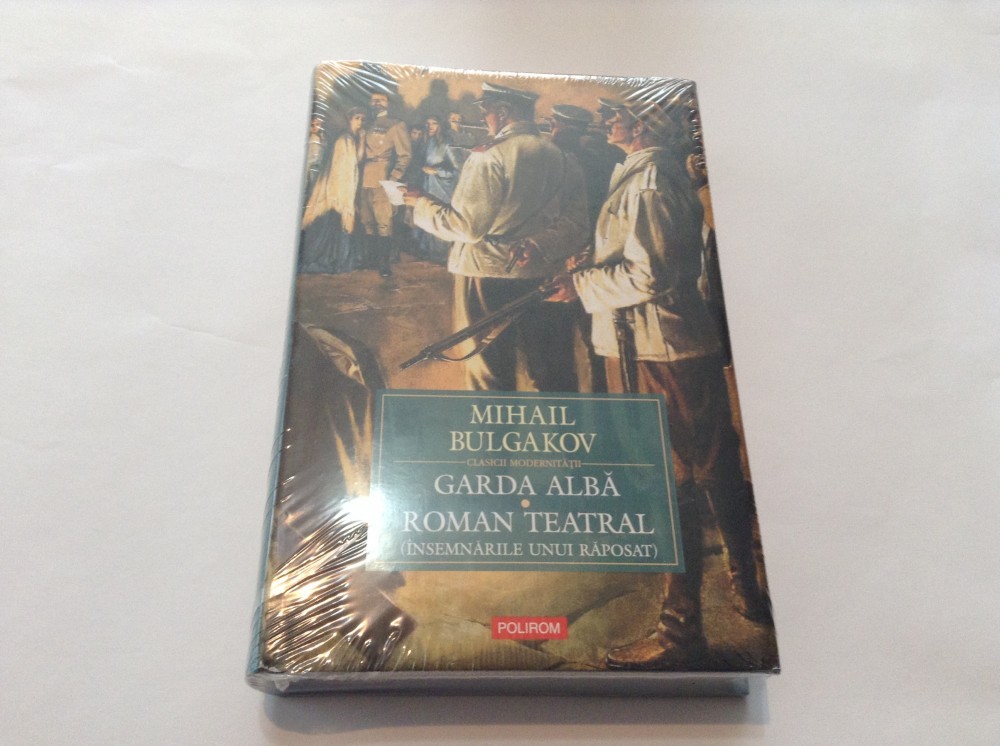 MIHAIL
BULGAKOV
CLASICII MODERNITĂȚII
GARDA ALBĂ
ROMAN TEATRAL
(ÎNSEMNĂRILE UNUI RĂPOSAT)
POLIROM